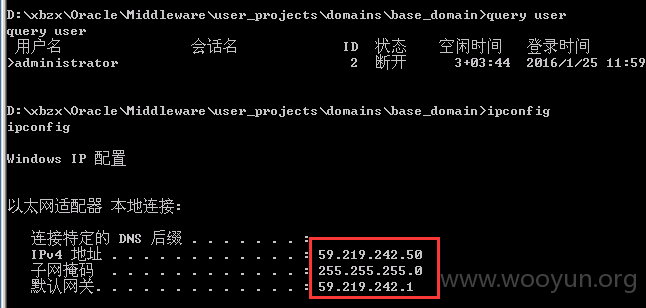 D:\xbzx\Oracle\Middleware\user_projects\domains\base_domain>query user
query user
用户名 会话名 ID 状态 空闲时间 登录时间
>administrator 2 断开 3+03:44 2016/1/25 11:59
D:\xbzx\Oracle\Middleware\user_projects\domains\base_domain>ipconfig
ipconfig
Windows IP 配置
以太网适配器 本地连接:
连接特定的 DNS 后缀 . . . . . . . :
IPv4 地址 . . . . . . . . . . . . : 59.219.242.50
子网掩码 . . . . . . . . . . . . : 255.255.255.0
默认网关. . . . . . . . . . . . . : 59.219.242.1
www.wooyun.org